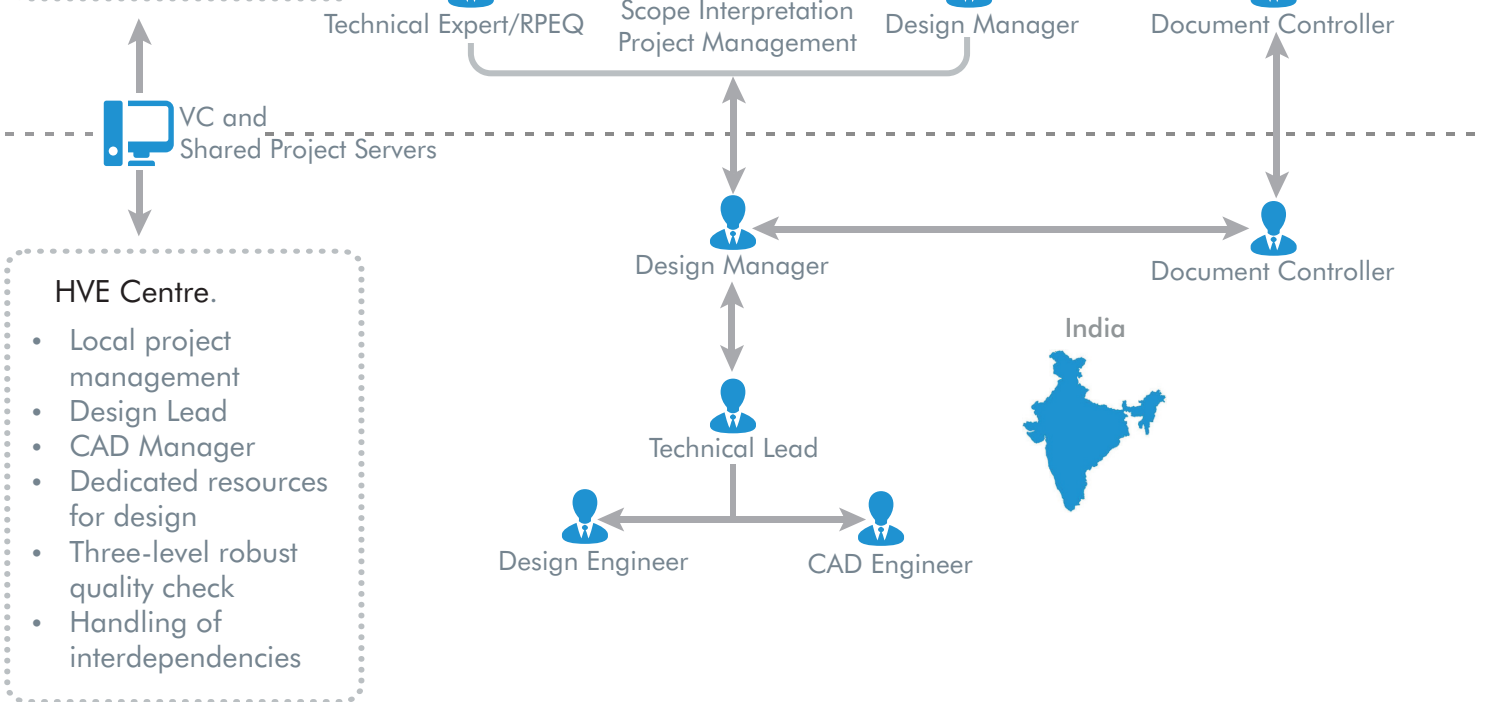 Technical Expert/RPEQ
Scope Interpretation
Project Management
Design Manager
Document Controller
VC and
Shared Project Servers
Design Manager
Document Controller
HVE Centre.
• Local project
management
• Design Lead
• CAD Manager
• Dedicated resources
for design
• Three-level robust
quality check
• Handling of
interdependencies
India
Technical Lead
Design Engineer
CAD Engineer